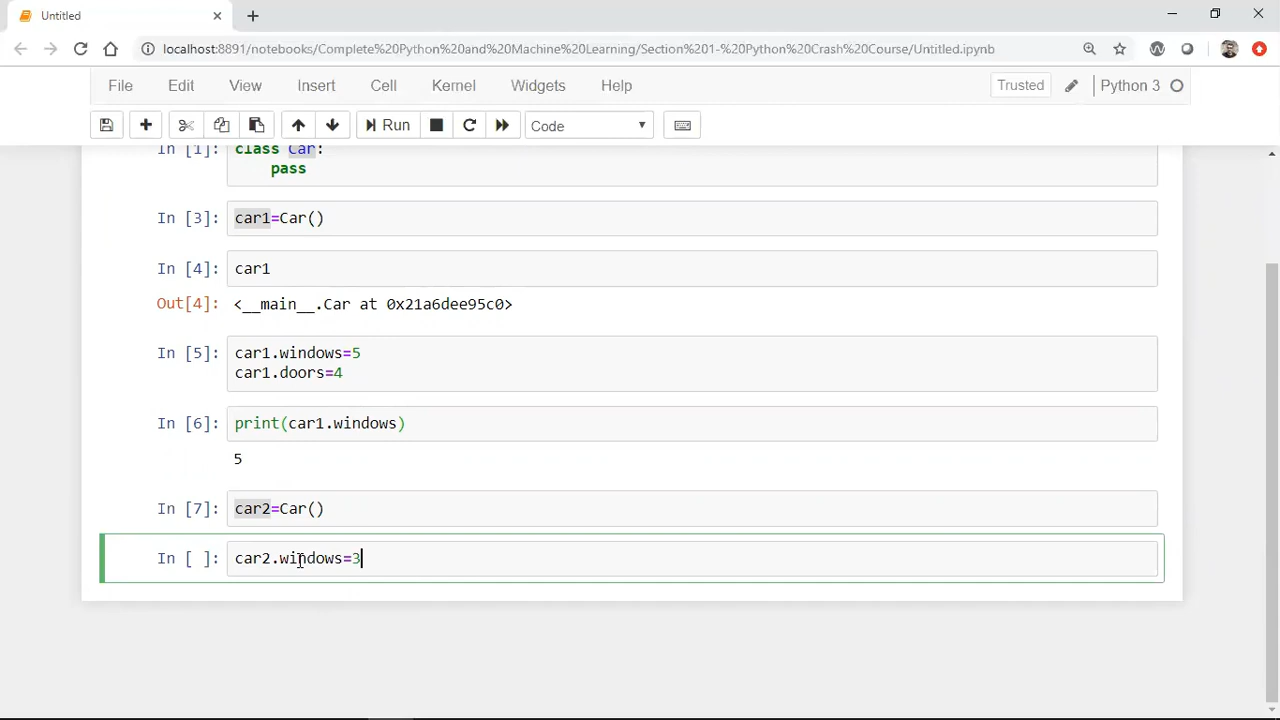 Untitled
localhost:8891/notebooks/Complete%20Python%20and%20Machine%20Learning/Section%201-%20Python%20Crash%20Course/Untitled.ipynb
File Edit View Insert Cell Kernel Widgets Help Trusted Python 3
Run Code
In [1]: class Car:
pass
In [3]: car1=Car()
In [4]: car1
Out[4]: <__main__.Car at 0x21a6dee95c0>
In [5]: car1.windows=5
car1.doors=4
In [6]: print(car1.windows)
5
In [7]: car2=Car()
In [ ]: car2.windows=3